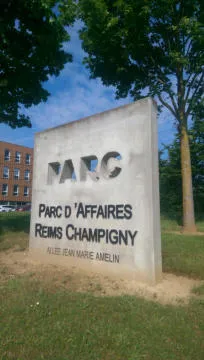 PARC
PARC D'AFFAIRES
REIMS CHAMPIGNY
ALLÉE JEAN MARIE AMELIN